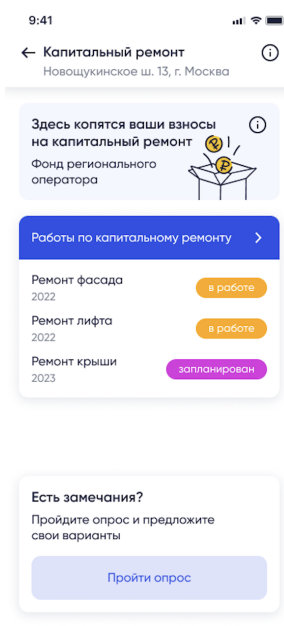 9:41
Капитальный ремонт
Новощукинское ш. 13, г. Москва
Здесь копятся ваши взносы
на капитальный ремонт
Фонд регионального
оператора
Работы по капитальному ремонту
Ремонт фасада
в работе
2022
Ремонт лифта
в работе
2022
Ремонт крыши
запланирован
2023
Есть замечания?
Пройдите опрос и предложите
свои варианты
Пройти опрос